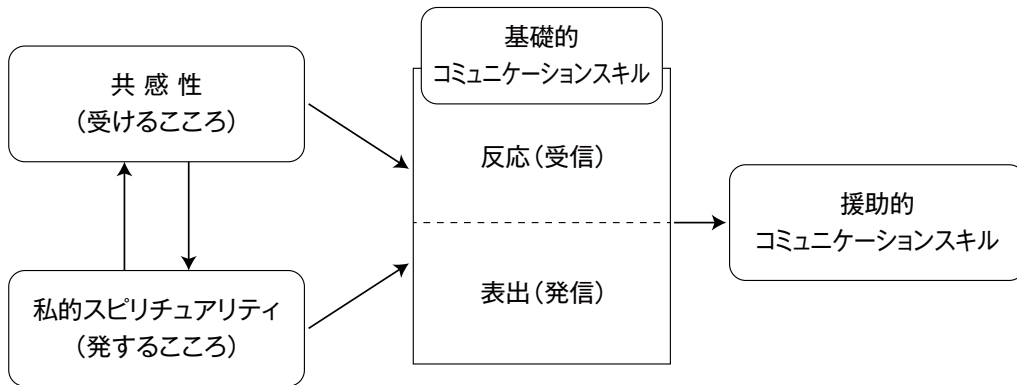 共 感 性
(受けるこころ)
私的スピリチュアリティ
(発するこころ)
基礎的
コミュニケーションスキル
反応(受信)
表出(発信)
援助的
コミュニケーションスキル